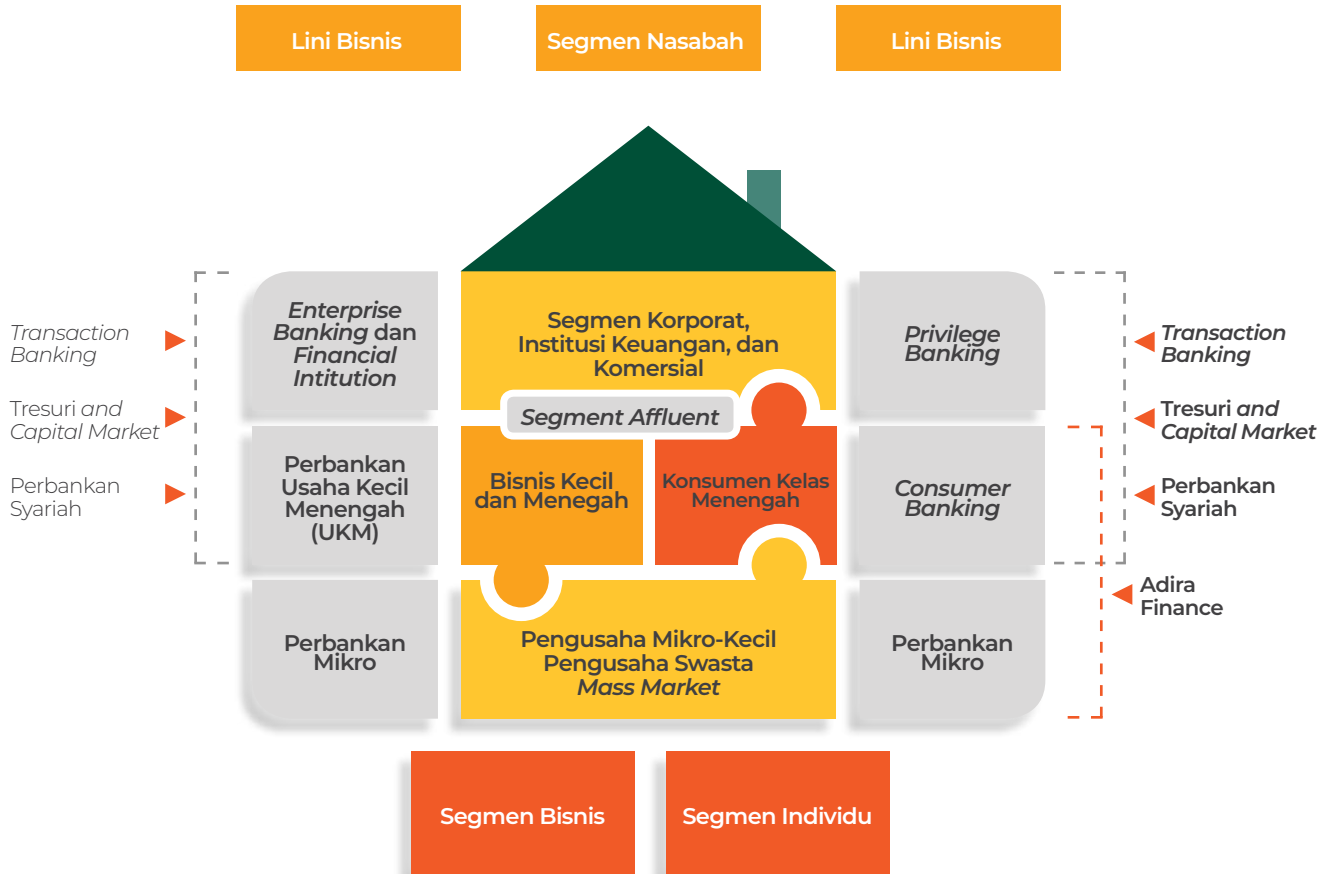 Lini Bisnis
Segmen Nasabah
Lini Bisnis
Transaction
Banking
Tresuri and
Capital Market
Perbankan
Syariah
Enterprise
Banking dan
Financial
Intitution
Perbankan
Usaha Kecil
Menengah
(UKM)
Perbankan
Mikro
Segmen Korporat,
Institusi Keuangan, dan
Komersial
Segment Affluent
Bisnis Kecil
dan Menegah
Konsumen Kelas
Menengah
Pengusaha Mikro-Kecil
Pengusaha Swasta
Mass Market
Privilege
Banking
Consumer
Banking
Perbankan
Mikro
Transaction
Banking
Tresuri and
Capital Market
Perbankan
Syariah
Adira
Finance
Segmen Bisnis
Segmen Individu